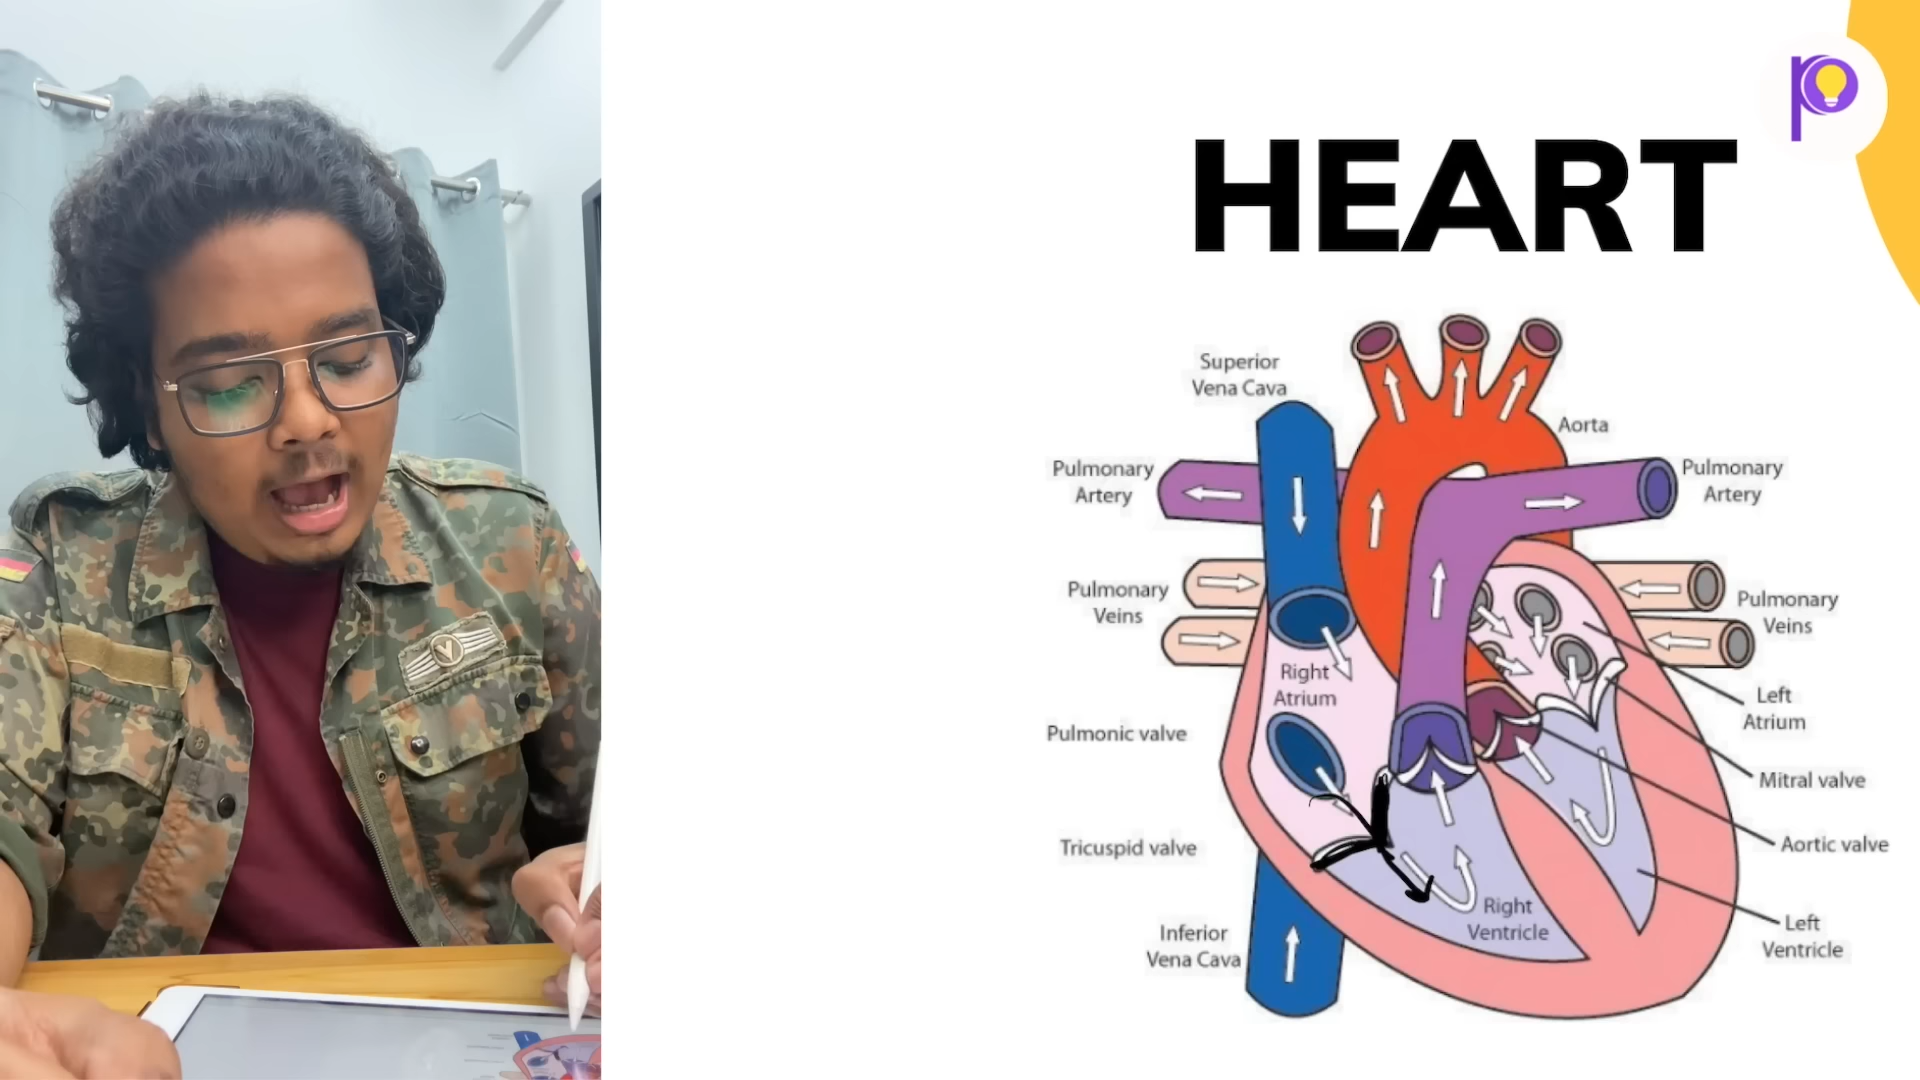 HEART
Superior
Vena Cava
Aorta
Pulmonary
Artery
Pulmonary
Artery
Pulmonary
Veins
Pulmonary
Veins
Right
Atrium
Left
Atrium
Pulmonic valve
Mitral valve
Tricuspid valve
Aortic valve
Right
Ventricle
Inferior
Vena Cava
Left
Ventricle